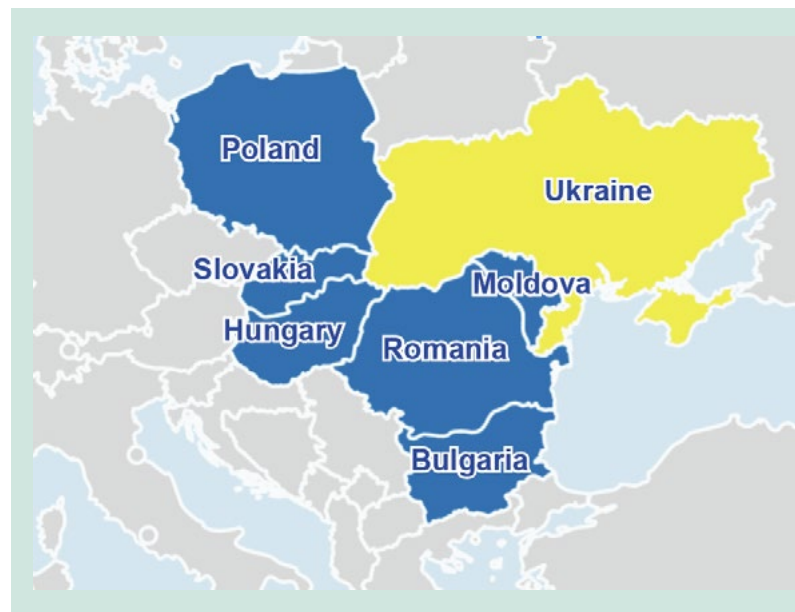 Poland
Ukraine
Slovakia
Moldova
Hungary
Romania
Bulgaria